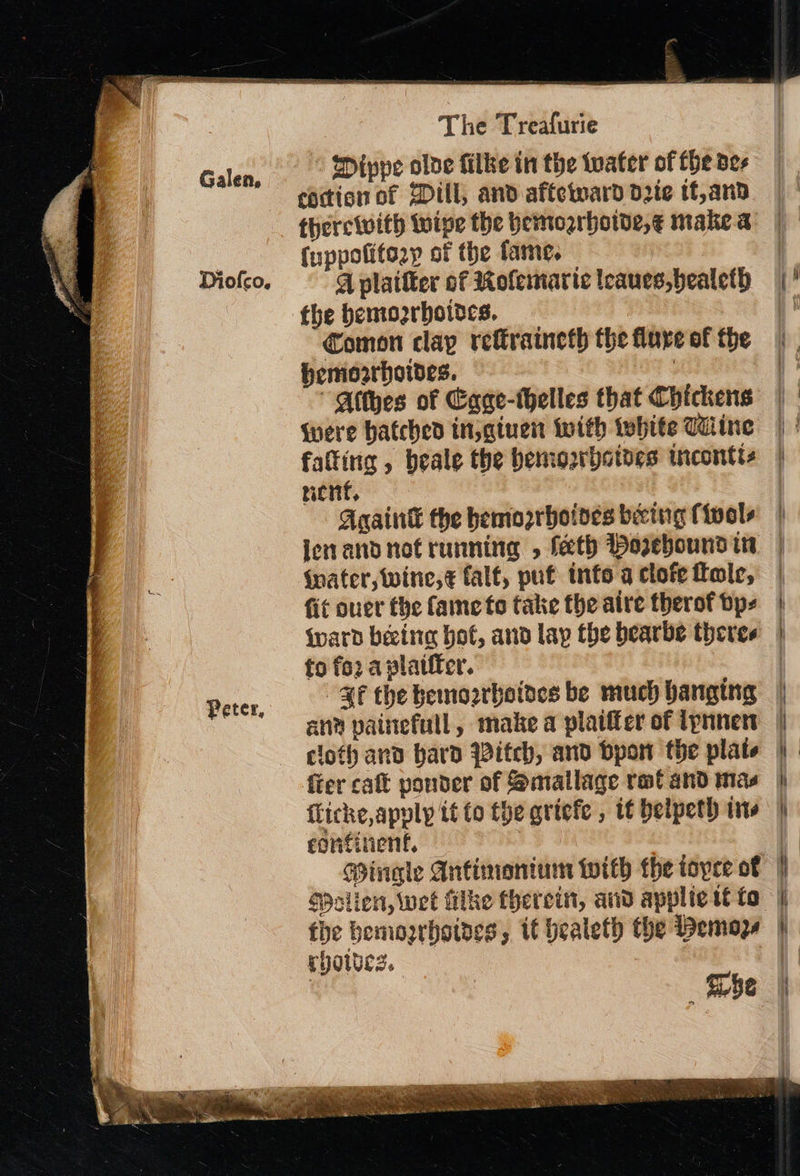 The Treaſurie
Galen,
Dippe olde ſilke in the water of the de-
coction of Dill, and afteward drie it, and
therewith wipe the hemorrhoide, & make a
ſuppoſitory of the ſame.
Dioſco,
A plaiſter of Roſemarie leaues, healeth
the hemorrhoides.
Comon clay reſtraineth the fluxe of the
hemorrhoides.
Aſſhes of Egge-ſhelles that Chickens
were hatched in, giuen with white Wine
faſting, heale the hemorrhoides inconti-
nent.
Againſt the hemorrhoides béeing ſwol-
len and not running, ſéeth Horehound in
water, wine, & ſalt, put into a cloſe ſtoole,
ſit ouer the ſame to take the aire therof vp-
ward béeing hot, and lay the hearbe there-
to for a plaiſter.
Peter,
If the hemorrhoides be much hanging
and painefull, make a plaiſter of lynnen
cloth and hard Pitch, and vpon the plai-
ſter caſt pouder of Smallage root and ma-
ſticke, apply it to the griefe, it helpeth in-
continent.
Mingle Antimonium with the ioyce of
Mollen, wet ſilke therein, and applie it to
the hemorrhoides, it healeth the Hemor-
rhoides.
The